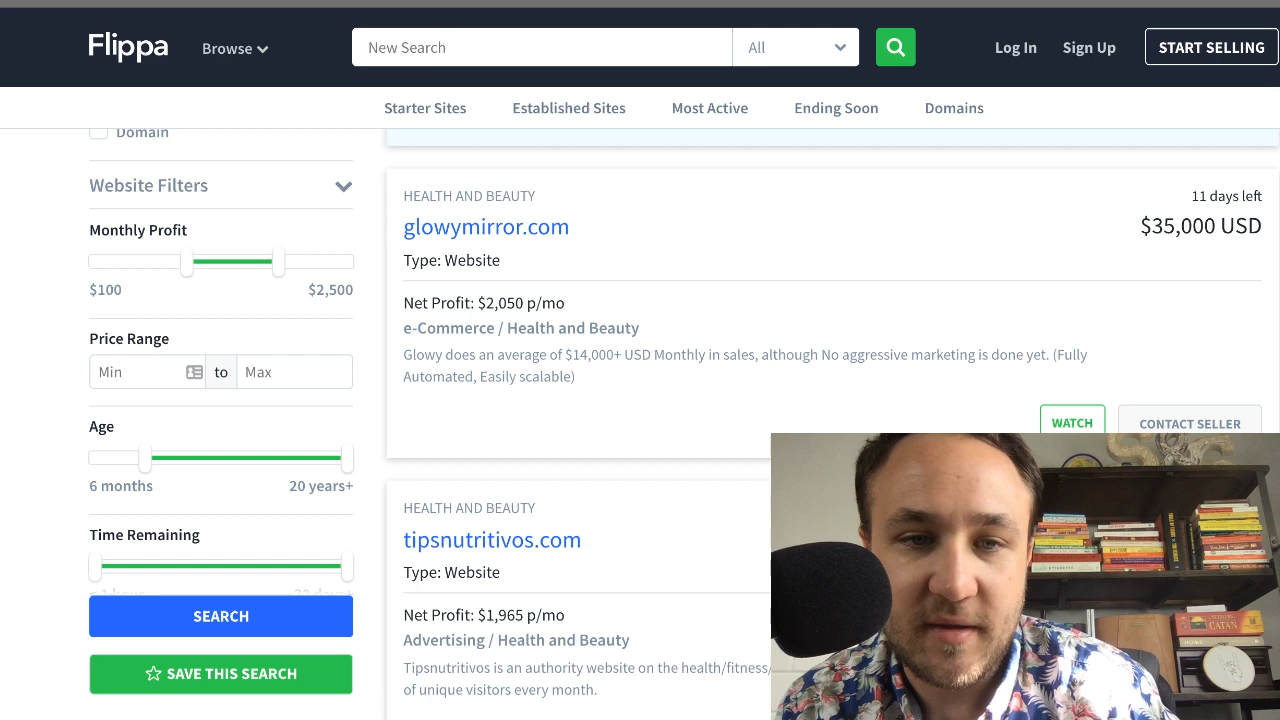 Flippa
Browse
New Search
All
Log In
Sign Up
START SELLING
Starter Sites
Established Sites
Most Active
Ending Soon
Domains
Domain
Website Filters
Monthly Profit
$100
$2,500
Price Range
Min
to
Max
Age
6 months
20 years+
Time Remaining
SEARCH
SAVE THIS SEARCH
HEALTH AND BEAUTY
11 days left
glowymirror.com
$35,000 USD
Type: Website
Net Profit: $2,050 p/mo
e-Commerce / Health and Beauty
Glowy does an average of $14,000+ USD Monthly in sales, although No aggressive marketing is done yet. (Fully
Automated, Easily scalable)
WATCH
CONTACT SELLER
HEALTH AND BEAUTY
tipsnutritivos.com
Type: Website
Net Profit: $1,965 p/mo
Advertising / Health and Beauty
Tipsnutritivos is an authority website on the health/fitness/
of unique visitors every month.
CATAN